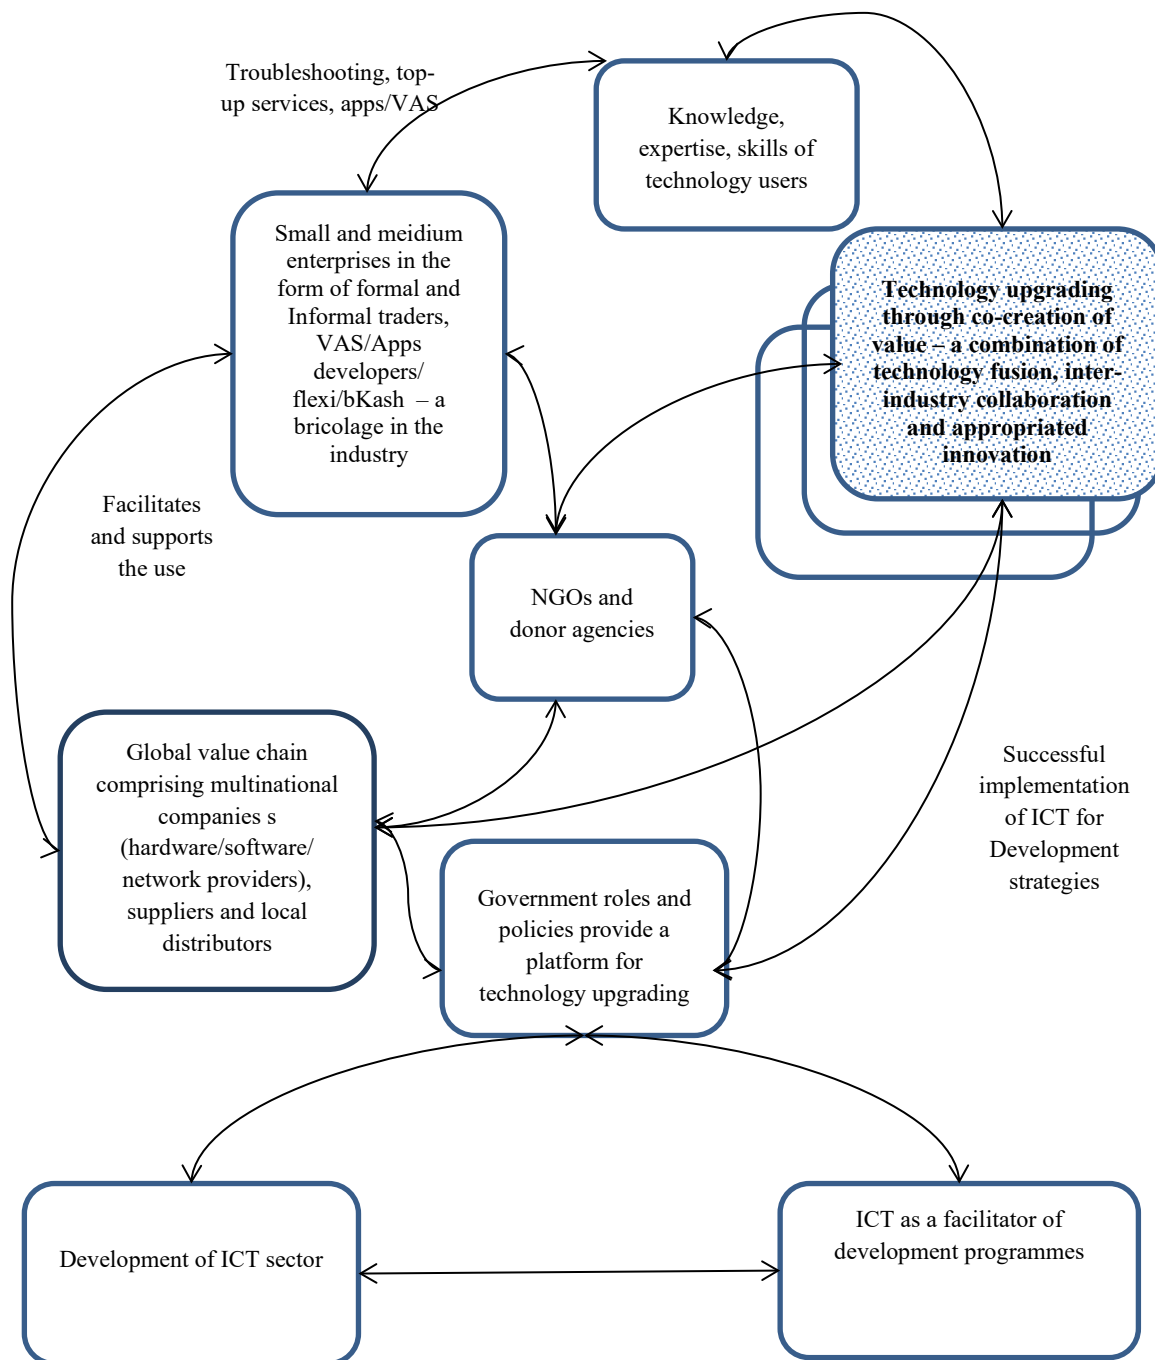 Troubleshooting, top-
up services, apps/VAS
Knowledge,
expertise, skills of
technology users
Small and meidium
enterprises in the
form of formal and
Informal traders,
VAS/Apps
developers/
flexi/bKash – a
bricolage in the
industry
Technology upgrading
through co-creation of
value – a combination of
technology fusion, inter-
industry collaboration
and appropriated
innovation
Facilitates
and supports
the use
NGOs and
donor agencies
Global value chain
comprising multinational
companies s
(hardware/software/
network providers),
suppliers and local
distributors
Successful
implementation
of ICT for
Development
strategies
Government roles and
policies provide a
platform for
technology upgrading
Development of ICT sector
ICT as a facilitator of
development programmes